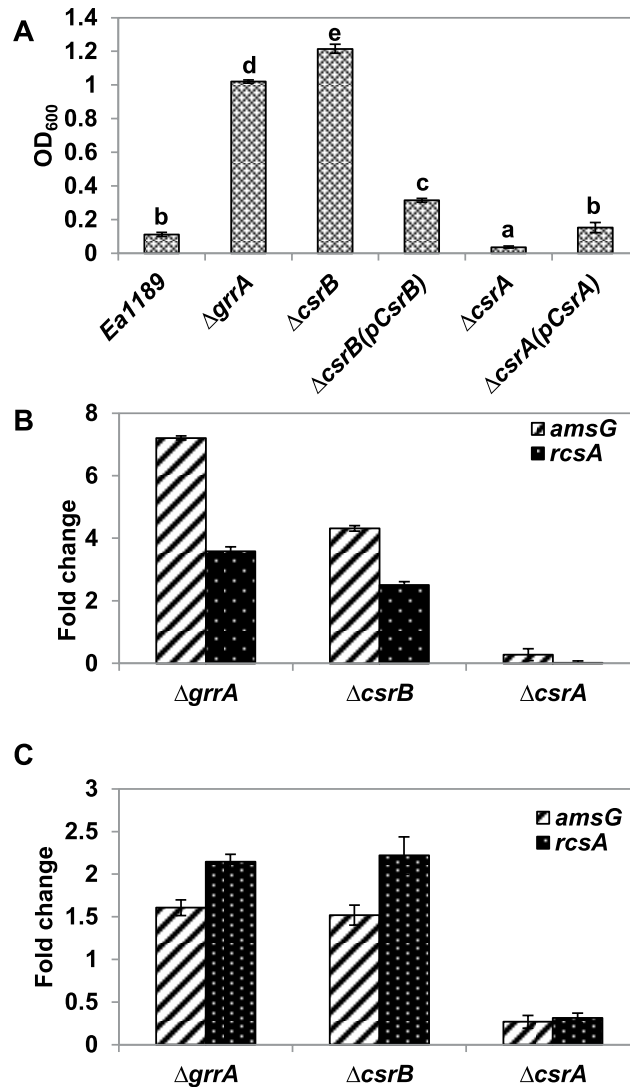 A
OD600
1.4
1.2
1
0.8
0.6
0.4
0.2
0
b
d
e
c
a
b
Ea1189
ΔgrrA
ΔcsrB
ΔcsrB(pCsrB)
ΔcsrA
ΔcsrA(pCsrA)
B
Fold change
8
6
4
2
0
amsG
rcsA
ΔgrrA
ΔcsrB
ΔcsrA
C
Fold change
3
2.5
2
1.5
1
0.5
0
amsG
rcsA
ΔgrrA
ΔcsrB
ΔcsrA